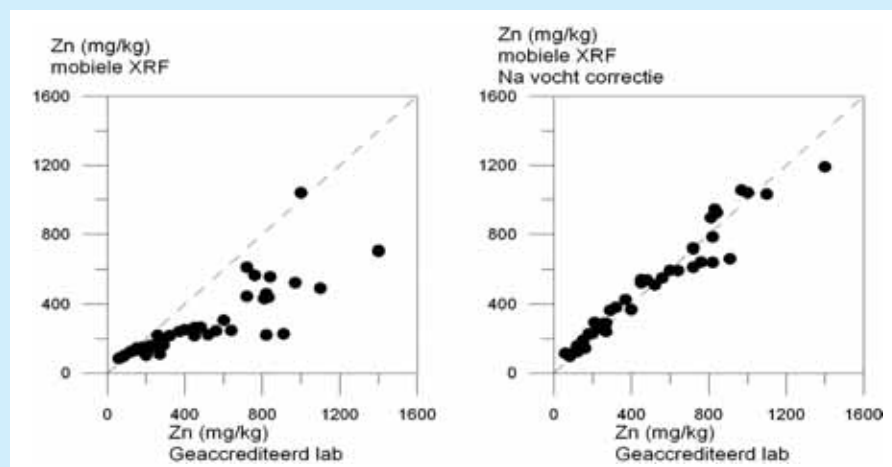 Zn (mg/kg)
mobiele XRF
1600
1200
800
400
0
0 400 800 1200 1600
Zn (mg/kg)
Geaccrediteerd lab
Zn (mg/kg)
mobiele XRF
Na vocht correctie
1600
1200
800
400
0
0 400 800 1200 1600
Zn (mg/kg)
Geaccrediteerd lab